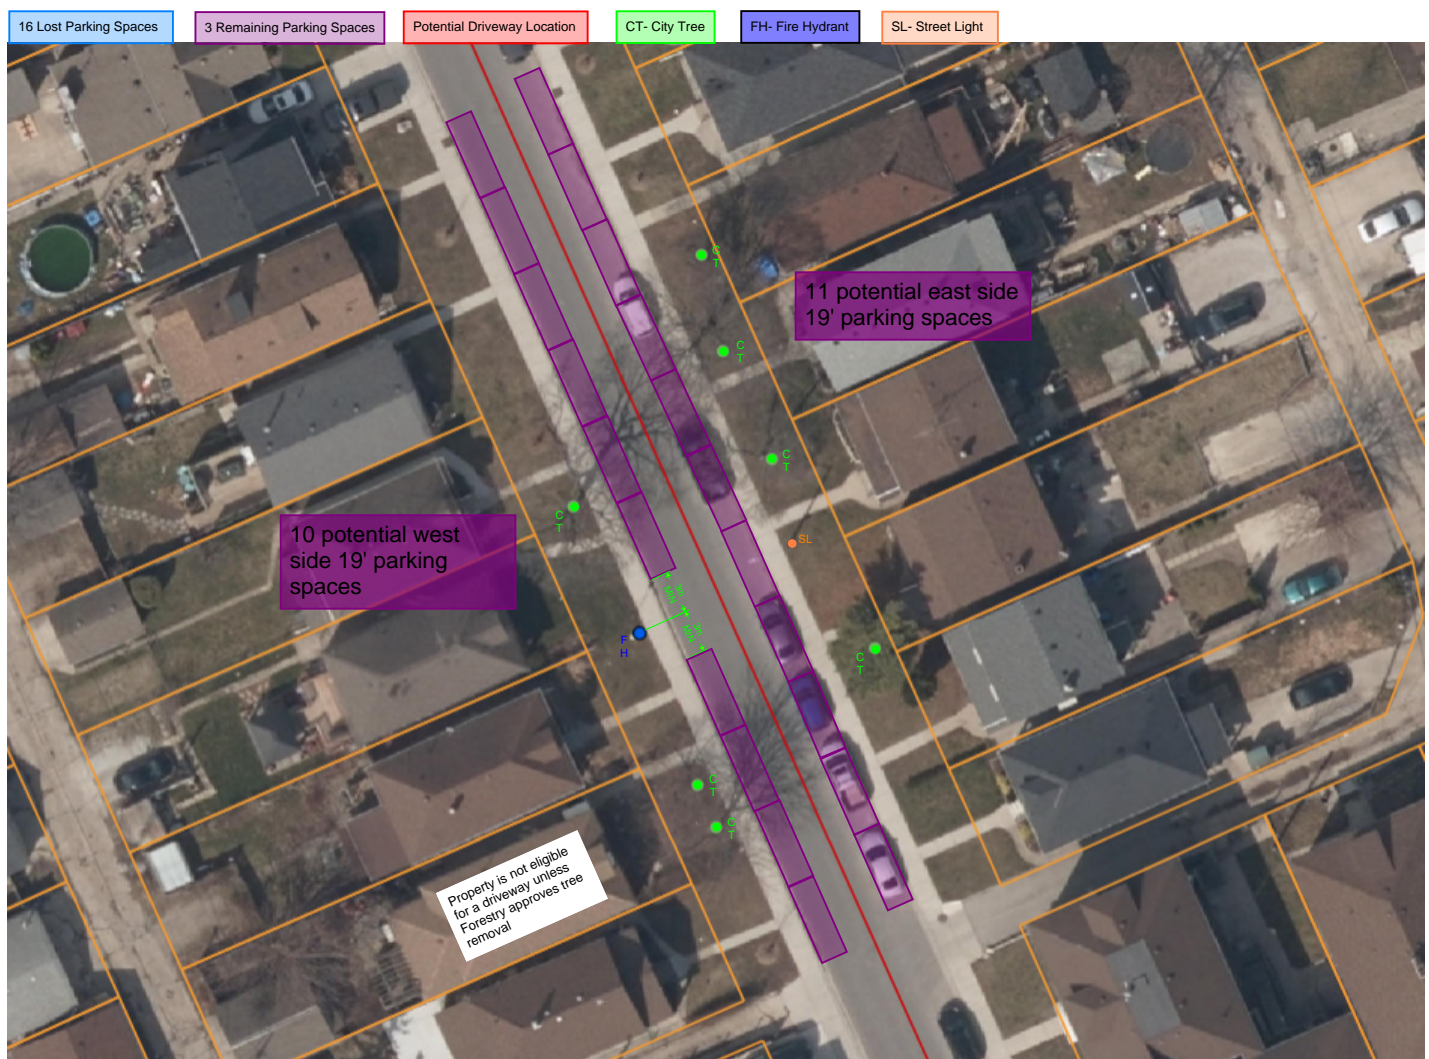 16 Lost Parking Spaces
3 Remaining Parking Spaces
Potential Driveway Location
CT- City Tree
FH- Fire Hydrant
SL- Street Light
C
T
11 potential east side
19' parking spaces
C
T
C
T
C
T
10 potential west
side 19' parking
spaces
SL
F
H
C
T
C
T
C
T
Property is not eligible
for a driveway unless
Forestry approves tree
removal